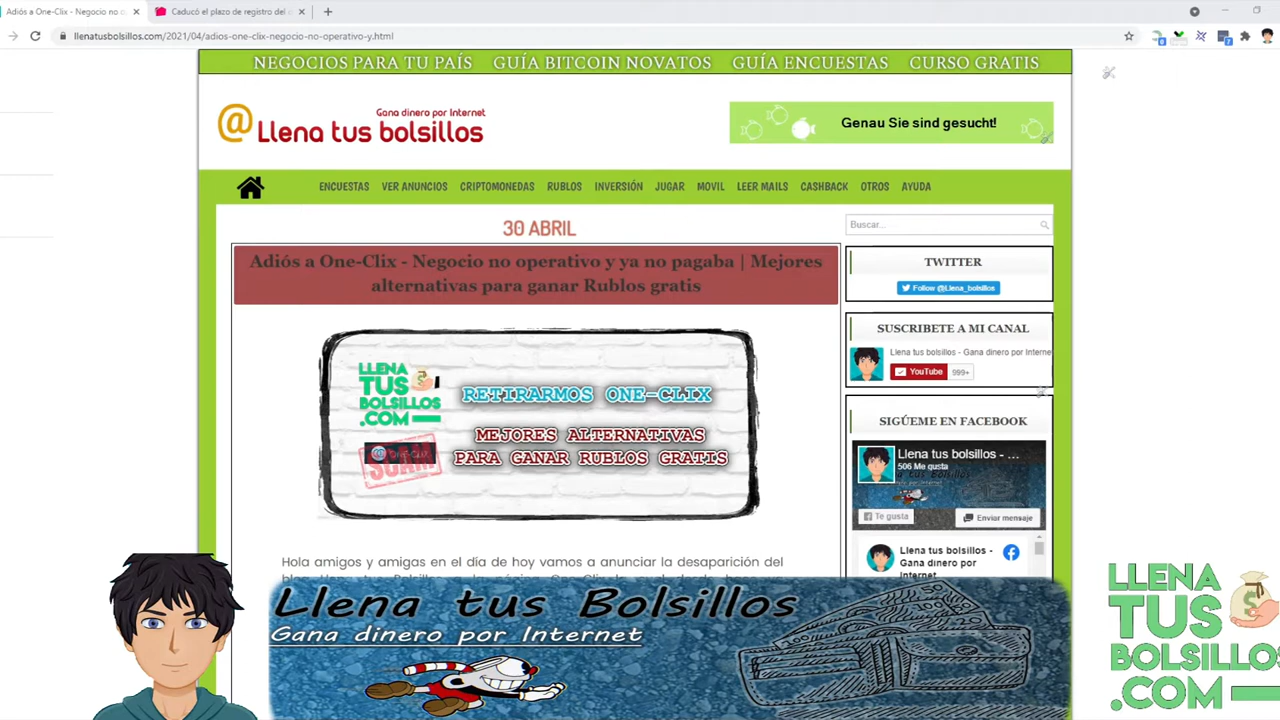 Adiós a One-Clix - Negocio no o
Caducó el plazo de registro del d
llenatusbolsillos.com/2021/04/adios-one-clix-negocio-no-operativo-y.html
NEGOCIOS PARA TU PAÍS GUÍA BITCOIN NOVATOS GUÍA ENCUESTAS CURSO GRATIS
Gana dinero por Internet
@Llena tus bolsillos
Genau Sie sind gesucht!
ENCUESTAS VER ANUNCIOS CRIPTOMONEDAS RUBLOS INVERSIÓN JUGAR MOVIL LEER MAILS CASHBACK OTROS AYUDA
30 ABRIL
Buscar...
Adiós a One-Clix - Negocio no operativo y ya no pagaba | Mejores
alternativas para ganar Rublos gratis
TWITTER
Follow @Llena_bolsillos
SUSCRIBETE A MI CANAL
Llena tus bolsillos - Gana dinero por Interne
YouTube 999+
LLENA
TUS
BOLSILLOS
.COM
SCAM
RETIRARMOS ONE-CLIX
MEJORES ALTERNATIVAS
PARA GANAR RUBLOS GRATIS
SIGÚEME EN FACEBOOK
Llena tus bolsillos - ...
506 Me gusta
Te gusta
Enviar mensaje
Llena tus bolsillos -
Gana dinero por
Internet
Hola amigos y amigas en el día de hoy vamos a anunciar la desaparición del
Llena tus Bolsillos
Gana dinero por Internet
LLENA
TUS
BOLSILLOS
.COM